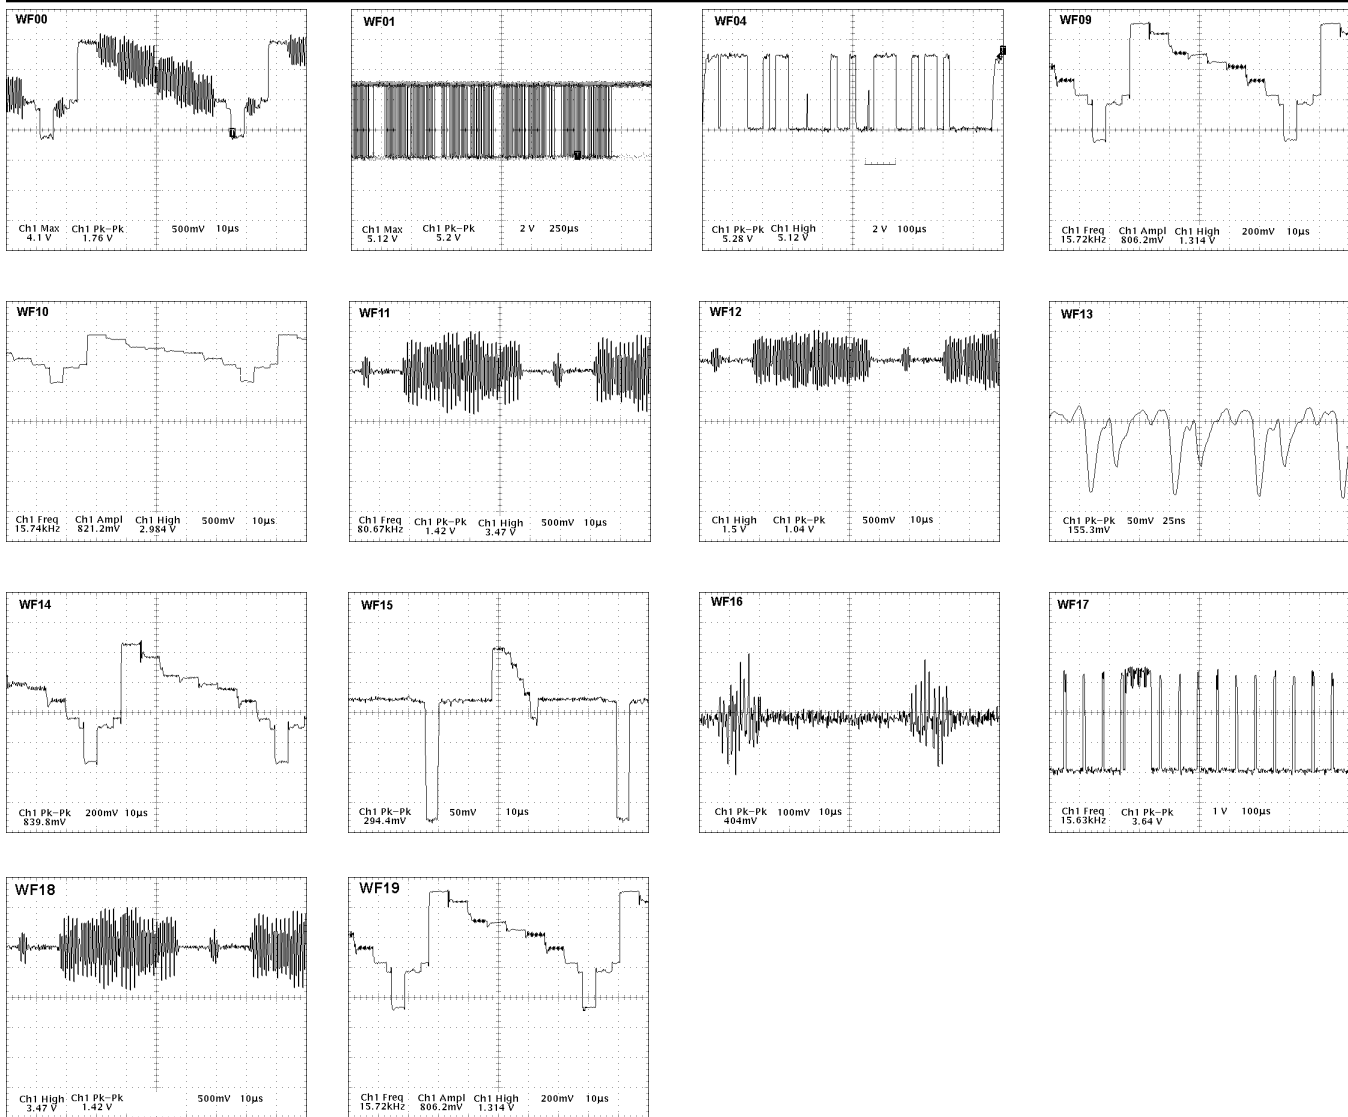 WF00
Ch1 Max Ch1 Pk–Pk 500mV 10µs
4.1 V 1.76 V
WF01
Ch1 Max Ch1 Pk–Pk 2 V 250µs
5.12 V 5.2 V
WF04
Ch1 Pk–Pk Ch1 High 2 V 100µs
5.28 V 5.12 V
WF09
Ch1 Freq Ch1 Ampl Ch1 High 200mV 10µs
15.72kHz 806.2mV 1.314 V
WF10
Ch1 Freq Ch1 Ampl Ch1 High 500mV 10µs
15.74kHz 821.2mV 2.984 V
WF11
Ch1 Freq Ch1 Pk–Pk Ch1 High 500mV 10µs
80.67kHz 1.42 V 3.47 V
WF12
Ch1 High Ch1 Pk–Pk 500mV 10µs
1.5 V 1.04 V
WF13
Ch1 Pk–Pk 50mV 25ns
155.3mV
WF14
Ch1 Pk–Pk 200mV 10µs
839.8mV
WF15
Ch1 Pk–Pk 50mV 10µs
294.4mV
WF16
Ch1 Pk–Pk 100mV 10µs
404mV
WF17
Ch1 Freq Ch1 Pk–Pk 1 V 100µs
15.63kHz 3.64 V
WF18
Ch1 High Ch1 Pk–Pk 500mV 10µs
3.47 V 1.42 V
WF19
Ch1 Freq Ch1 Ampl Ch1 High 200mV 10µs
15.72kHz 806.2mV 1.314 V